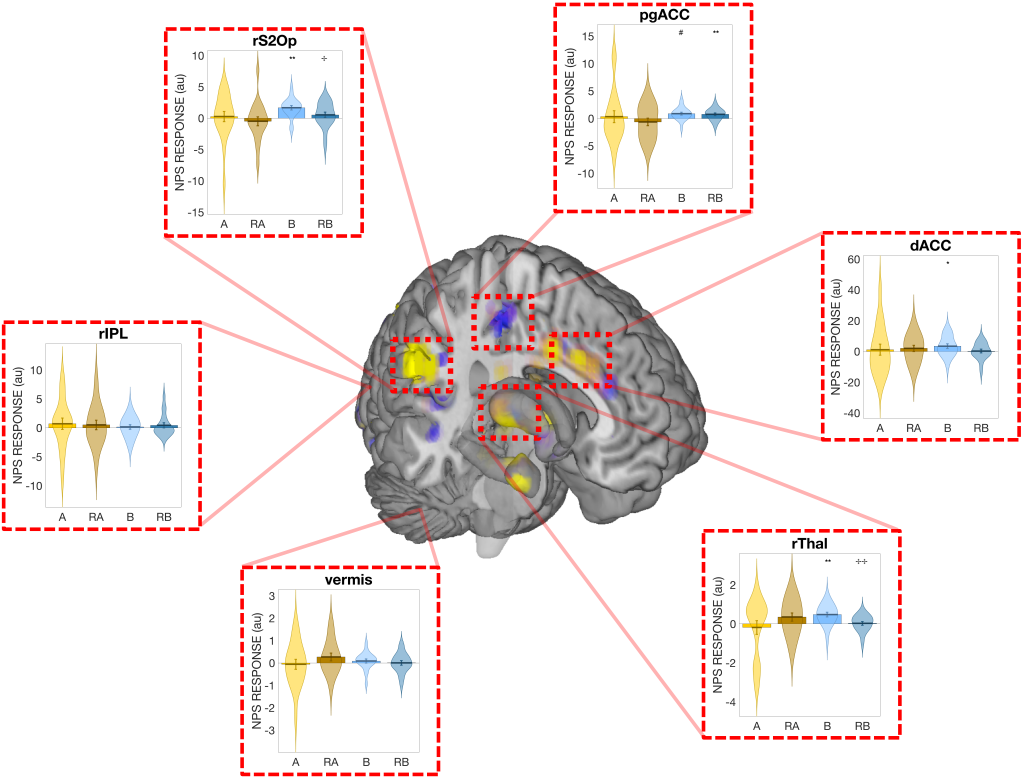 pgACC
NPS RESPONSE (au)
15
10
5
0
-5
-10
#
**
A RA B RB
rS2Op
NPS RESPONSE (au)
10
5
0
-5
-10
-15
**
÷
A RA B RB
dACC
NPS RESPONSE (au)
60
40
20
0
-20
-40
*
A RA B RB
rIPL
NPS RESPONSE (au)
10
5
0
-5
-10
A RA B RB
rThal
NPS RESPONSE (au)
2
0
-2
-4
**
÷÷
A RA B RB
vermis
NPS RESPONSE (au)
3
2
1
0
-1
-2
-3
A RA B RB